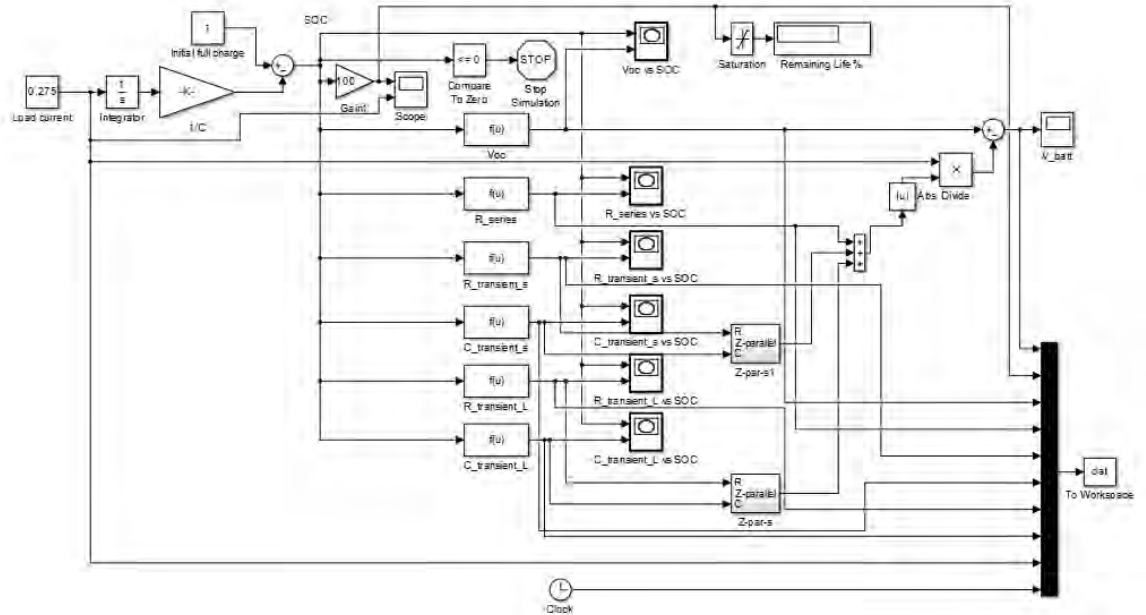 SOC
1
Initial full charge
0.275
Load current
1
s
Integrator
-K-
1/C
100
Gain1
Scope
<= 0
Compare
To Zero
STOP
Stop
Simulation
Voc vs SOC
Saturation
Remaining Life %
f(u)
Voc
V_batt
×
Divide
|u|
Abs
f(u)
R_series
R_series vs SOC
f(u)
R_transient_s
R_transient_s vs SOC
f(u)
C_transient_s
C_transient_s vs SOC
R
Z-parallel
C
Z-par-s1
f(u)
R_transient_L
R_transient_L vs SOC
f(u)
C_transient_L
C_transient_L vs SOC
R
Z-parallel
C
Z-par-s
dat
To Workspace
Clock